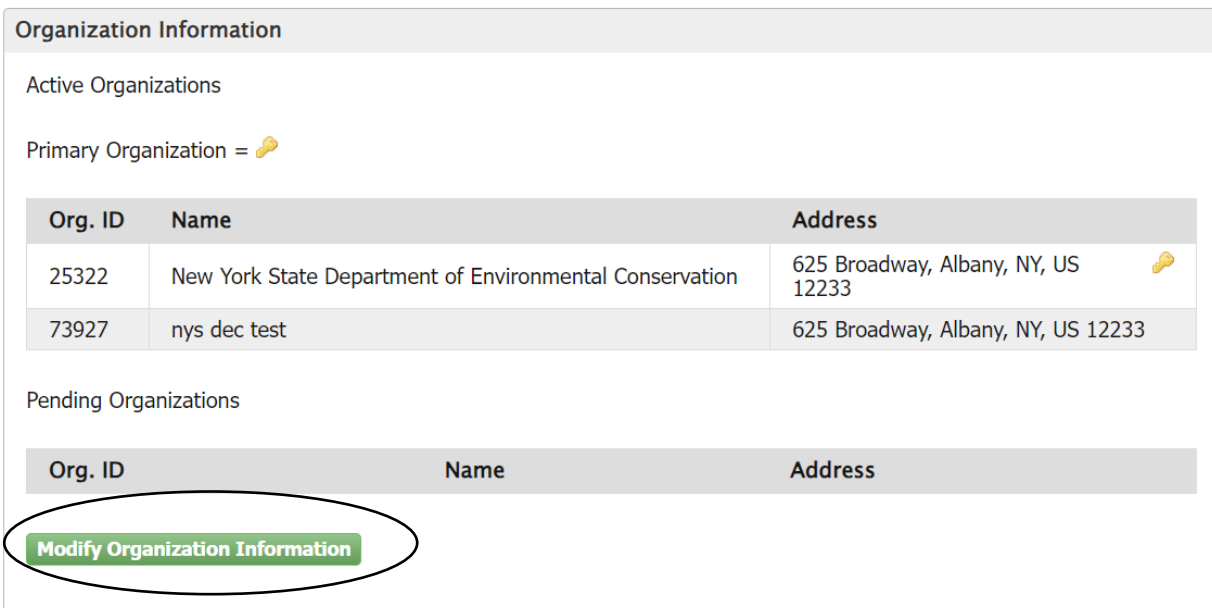 Organization Information
Active Organizations
Primary Organization =
Org. ID Name Address
25322 New York State Department of Environmental Conservation 625 Broadway, Albany, NY, US
12233
73927 nys dec test 625 Broadway, Albany, NY, US 12233
Pending Organizations
Org. ID Name Address
Modify Organization Information